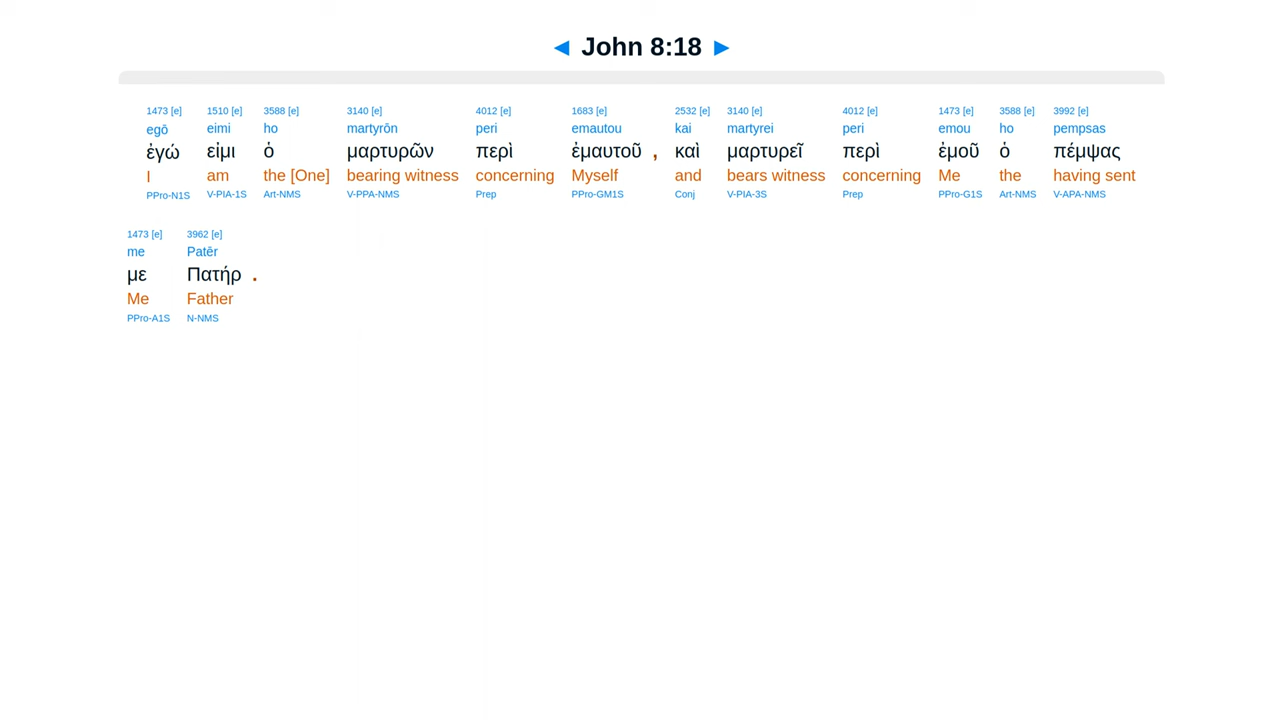 ◄ John 8:18 ►
1473 [e] 1510 [e] 3588 [e] 3140 [e] 4012 [e] 1683 [e] 2532 [e] 3140 [e] 4012 [e] 1473 [e] 3588 [e] 3992 [e]
egō eimi ho martyrōn peri emautou kai martyrei peri emou ho pempsas
ἐγώ εἰμι ὁ μαρτυρῶν περὶ ἐμαυτοῦ , καὶ μαρτυρεῖ περὶ ἐμοῦ ὁ πέμψας
I am the [One] bearing witness concerning Myself and bears witness concerning Me the having sent
PPro-N1S V-PIA-1S Art-NMS V-PPA-NMS Prep PPro-GM1S Conj V-PIA-3S Prep PPro-G1S Art-NMS V-APA-NMS
1473 [e] 3962 [e]
me Patēr
με Πατήρ .
Me Father
PPro-A1S N-NMS